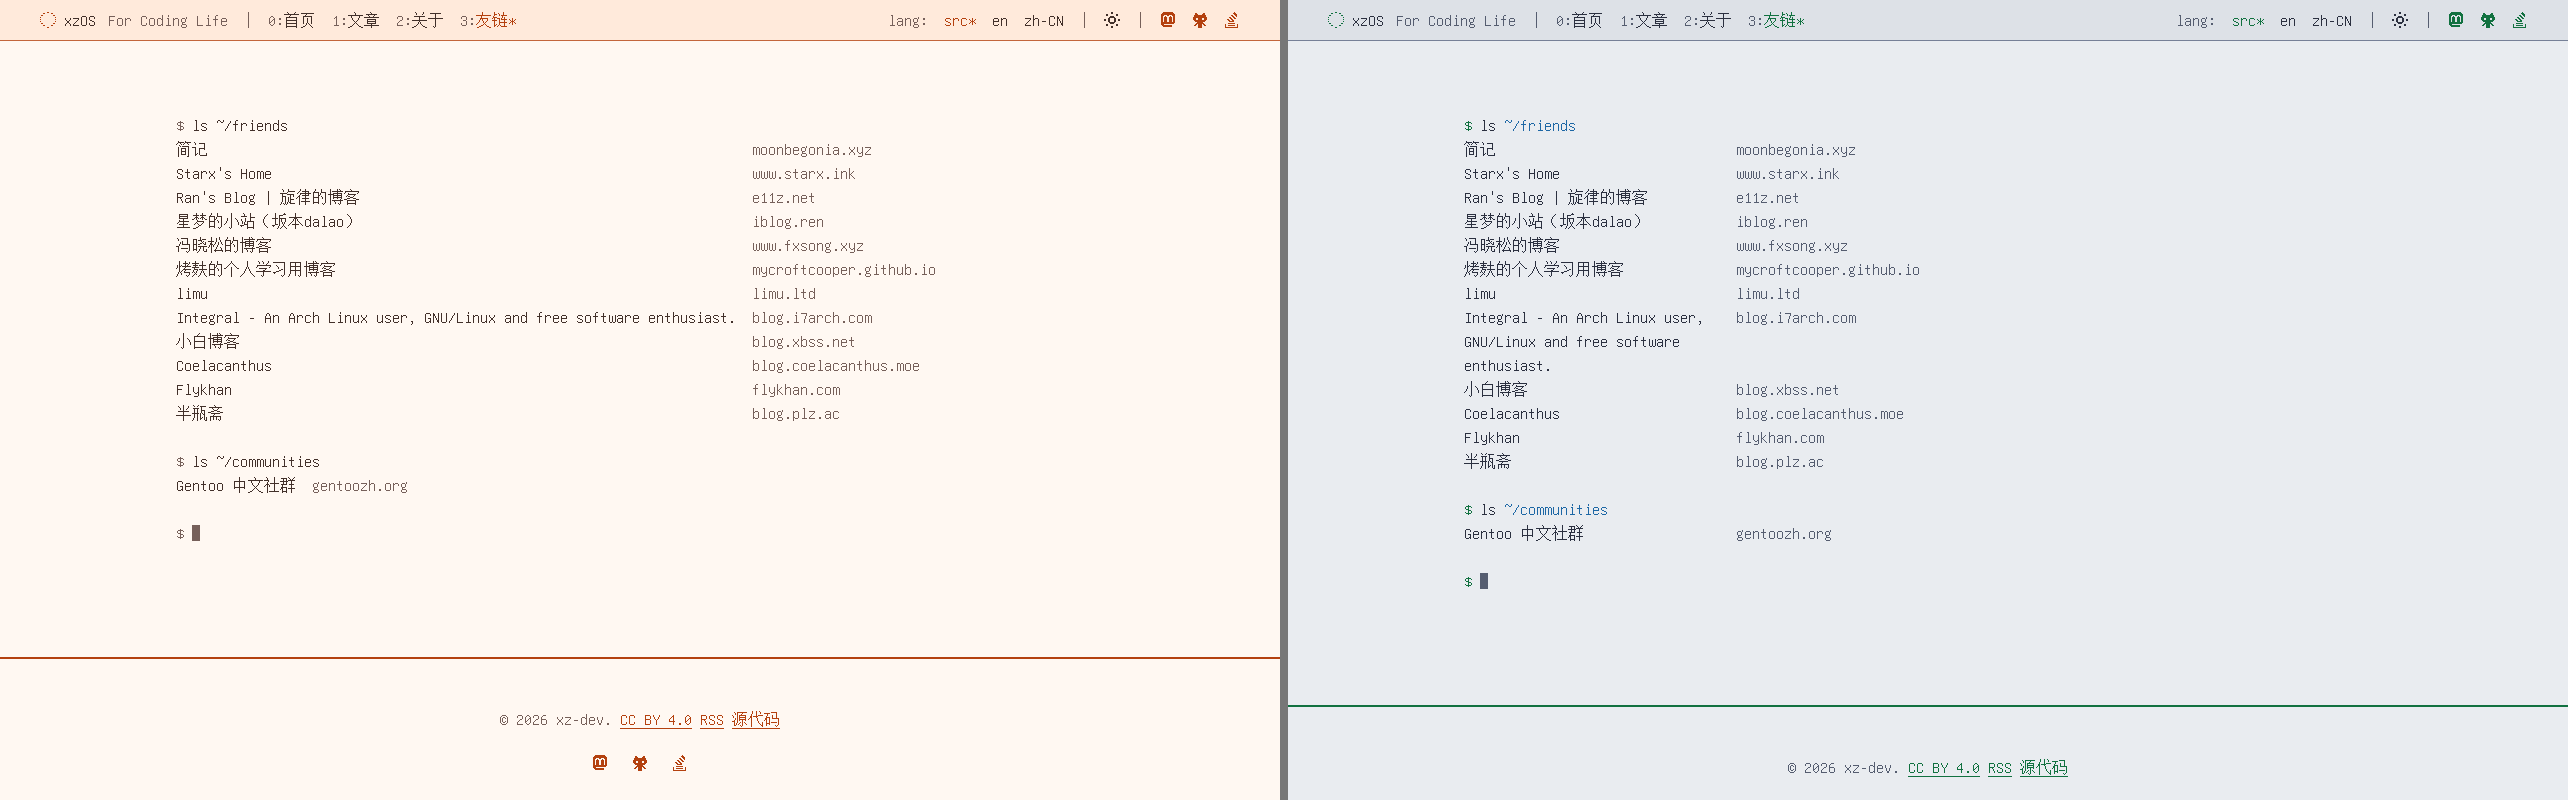 xzOS For Coding Life | 0:首页 1:文章 2:关于 3:友链* lang: src* en zh-CN
$ ls ~/friends
简记 moonbegonia.xyz
Starx's Home www.starx.ink
Ran's Blog | 旋律的博客 e11z.net
星梦的小站（坂本dalao） iblog.ren
冯晓松的博客 www.fxsong.xyz
烤麸的个人学习用博客 mycroftcooper.github.io
limu limu.ltd
Integral - An Arch Linux user, GNU/Linux and free software enthusiast. blog.i7arch.com
小白博客 blog.xbss.net
Coelacanthus blog.coelacanthus.moe
Flykhan flykhan.com
半瓶斋 blog.plz.ac
$ ls ~/communities
Gentoo 中文社群 gentoozh.org
$
© 2026 xz-dev. CC BY 4.0 RSS 源代码
xzOS For Coding Life | 0:首页 1:文章 2:关于 3:友链* lang: src* en zh-CN
$ ls ~/friends
简记 moonbegonia.xyz
Starx's Home www.starx.ink
Ran's Blog | 旋律的博客 e11z.net
星梦的小站（坂本dalao） iblog.ren
冯晓松的博客 www.fxsong.xyz
烤麸的个人学习用博客 mycroftcooper.github.io
limu limu.ltd
Integral - An Arch Linux user, blog.i7arch.com
GNU/Linux and free software
enthusiast.
小白博客 blog.xbss.net
Coelacanthus blog.coelacanthus.moe
Flykhan flykhan.com
半瓶斋 blog.plz.ac
$ ls ~/communities
Gentoo 中文社群 gentoozh.org
$
© 2026 xz-dev. CC BY 4.0 RSS 源代码